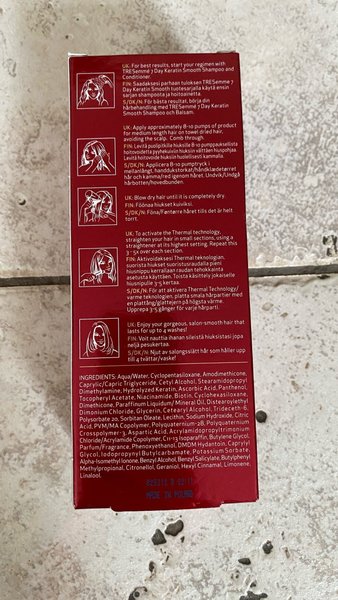 UK: For best results, start your regimen with
TRESemmé 7 Day Keratin Smooth Shampoo and
Conditioner.
FIN: Saadaksesi parhaan tuloksen TRESemmé 7
Day Keratin Smooth tuotesarjalla käytä ensin
sarjan shampoota ja hoitoainetta.
S/DK/N: För bästa resultat, börja din
hårbehandling med TRESemmé 7 Day Keratin
Smooth Shampoo och Balsam.
UK: Apply approximately 8-10 pumps of product
for medium length hair on towel dried hair,
avoiding the scalp. Comb through.
FIN: Levitä puolipitkille hiuksille 8-10 pumppauksellista
hoitovedettä pyyhekuiviin hiuksiin välttäen hiuspohjaa.
Levitä hoitovettä hiuksiin huolellisesti kammalla.
S/DK/N: Applicera 8-10 pumptryck i
mellanlångt, handdukstorkat/håndklædetørret
hår och kamma/red igenom håret. Undvik/Undgå
hårbotten/hovedbunden.
UK: Blow dry hair until it is completely dry.
FIN: Föönaa hiukset kuiviksi.
S/DK/N: Föna/Føntørre håret tills det är helt
torrt.
UK: To activate the Thermal technology,
straighten your hair in small sections, using a
straightener at its highest setting. Repeat this
3 -5x over each section.
FIN: Aktivoidaksesi Thermal teknologian,
suorista hiukset suoristusraudalla pieni
hiusnippu kerrallaan raudan tehokkainta
asetusta käyttäen. Toista käsittely jokaiselle
hiusnipulle 3-5 kertaa.
S/DK/N: För att aktivera Thermal Technology/
varme teknologien, platta smala hårpartier med
en plattång/glattejern på högsta värme.
Upprepa 3-5 gånger för varje hårparti.
UK: Enjoy your gorgeous, salon-smooth hair that
lasts for up to 4 washes!
FIN: Voit nauttia ihanan sileistä hiuksistasi jopa
neljä pesukertaa.
S/DK/N: Njut av salongsslätt hår som håller upp
till 4 tvättar/vaske!
INGREDIENTS: Aqua/Water, Cyclopentasiloxane, Amodimethicone,
Caprylic/Capric Triglyceride, Cetyl Alcohol, Stearamidopropyl
Dimethylamine, Hydrolyzed Keratin, Ascorbic Acid, Panthenol,
Tocopheryl Acetate, Niacinamide, Biotin, Cyclohexasiloxane,
Dimethicone, Paraffinum Liquidum/ Mineral Oil, Disteareth-
Dimonium Chloride, Glycerin, Cetearyl Alcohol, Trideceth-6,
Polysorbate 20, Sorbitan Oleate, Lecithin, Sodium Hydroxide, Citric
Acid, PVM/MA Copolymer, Polyquaternium-28, Polyquaternium
Crosspolymer-3, Aspartic Acid, Acrylamidopropyltrimonium
Chloride/Acrylamide Copolymer, C11-13 Isoparaffin, Butylene Glycol,
Parfum/Fragrance, Phenoxyethanol, DMDM Hydantoin, Caprylyl
Glycol, Iodopropynyl Butylcarbamate, Potassium Sorbate,
Alpha-Isomethyl Ionone, Benzyl Alcohol, Benzyl Salicylate, Butylphenyl
Methylpropional, Citronellol, Geraniol, Hexyl Cinnamal, Limonene,
Linalool.
MADE IN POLAND